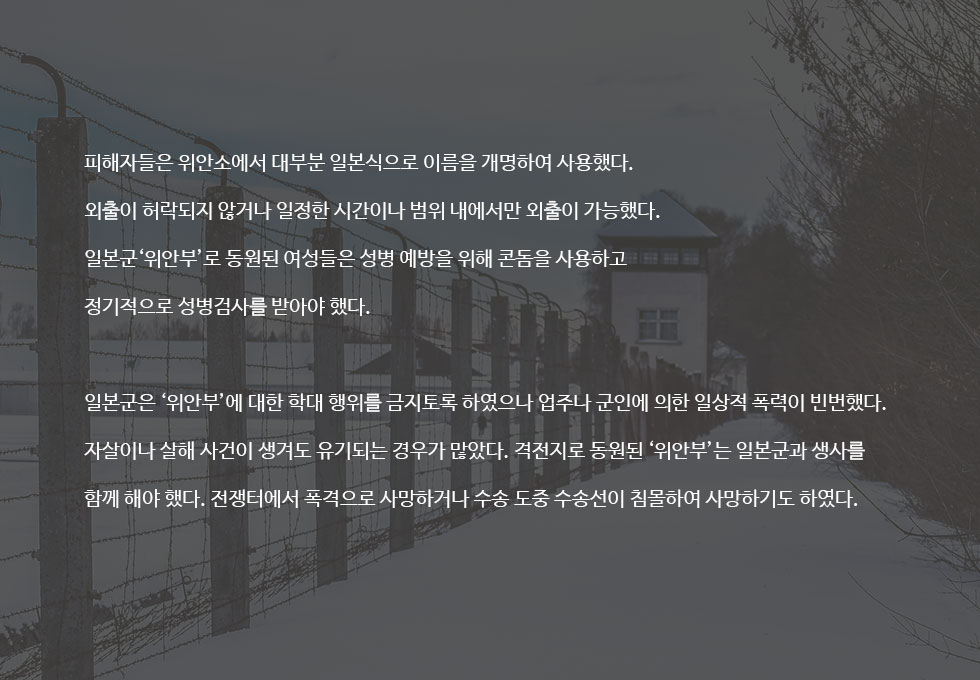 피해자들은 위안소에서 대부분 일본식으로 이름을 개명하여 사용했다.
외출이 허락되지 않거나 일정한 시간이나 범위 내에서만 외출이 가능했다.
일본군‘위안부’로 동원된 여성들은 성병 예방을 위해 콘돔을 사용하고
정기적으로 성병검사를 받아야 했다.
일본군은 ‘위안부’에 대한 학대 행위를 금지토록 하였으나 업주나 군인에 의한 일상적 폭력이 빈번했다.
자살이나 살해 사건이 생겨도 유기되는 경우가 많았다. 격전지로 동원된 ‘위안부’는 일본군과 생사를
함께 해야 했다. 전쟁터에서 폭격으로 사망하거나 수송 도중 수송선이 침몰하여 사망하기도 하였다.